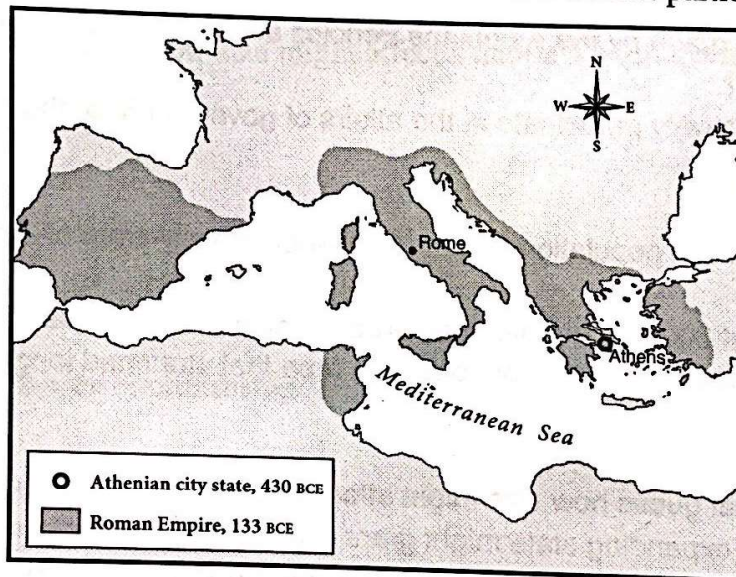 N
W E
S
Rome
Athens
Mediterranean Sea
Athenian city state, 430 BCE
Roman Empire, 133 BCE